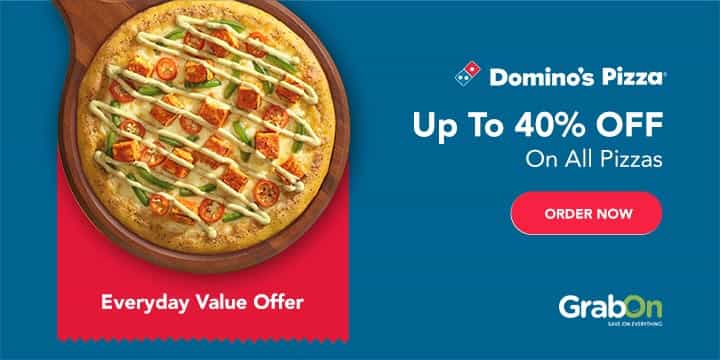 Domino's Pizza
Up To 40% OFF
On All Pizzas
ORDER NOW
Everyday Value Offer
GrabOn
SAVE ON EVERYTHING